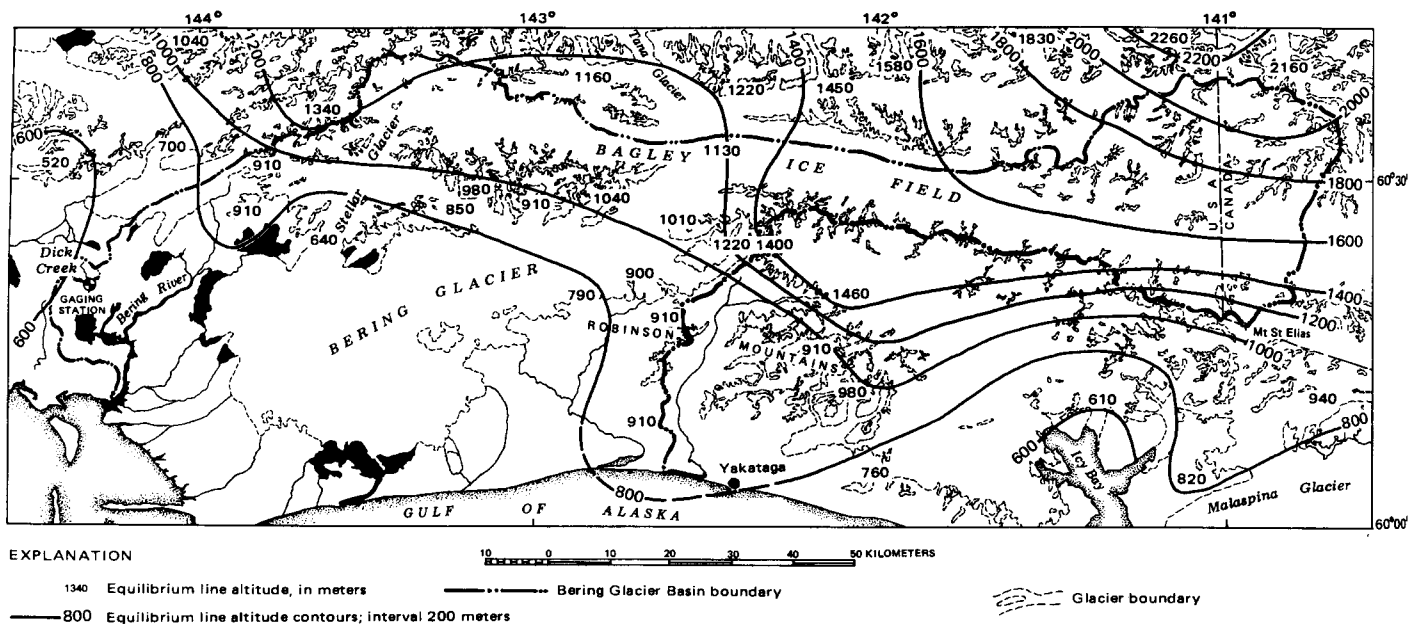 144° 143° 142° 141°
1000 1040 200 1830 2000 2260
800 1400 1600 1800 2200
Tana Glacier
1160 1580 2160
1220 1450
1340 2000
600
700
520 910 Glacier BAGLEY 1130
ICE
980 FIELD U.S.A. CANADA 1800 60°30'
910 850 910 1040
Stellar 1010
640 1220 1400 1600
Dick Creek
BERING GLACIER 900
Bering River 790 1460 1400
GAGING STATION
600 910 1200
ROBINSON MOUNTAINS Mt St Elias
910 1000
980 610 940
910 800
600 Icy Bay
Yakataga 760 820
800 Malaspina Glacier
GULF OF ALASKA 60°00'
EXPLANATION
10 0 10 20 30 40 50 KILOMETERS
1340 Equilibrium line altitude, in meters
Bering Glacier Basin boundary
Glacier boundary
800 Equilibrium line altitude contours; interval 200 meters